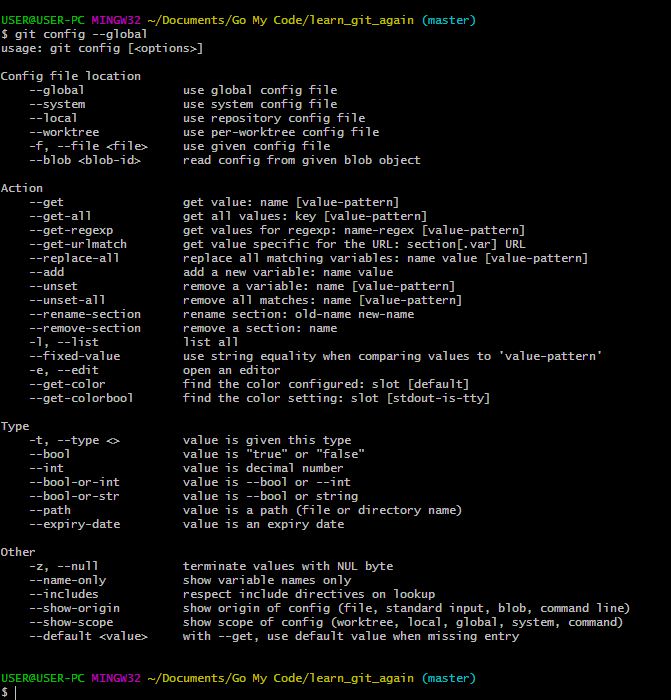 USER@USER-PC MINGW32 ~/Documents/Go My Code/learn_git_again (master)
$ git config --global
usage: git config [<options>]
Config file location
--global use global config file
--system use system config file
--local use repository config file
--worktree use per-worktree config file
-f, --file <file> use given config file
--blob <blob-id> read config from given blob object
Action
--get get value: name [value-pattern]
--get-all get all values: key [value-pattern]
--get-regexp get values for regexp: name-regex [value-pattern]
--get-urlmatch get value specific for the URL: section[.var] URL
--replace-all replace all matching variables: name value [value-pattern]
--add add a new variable: name value
--unset remove a variable: name [value-pattern]
--unset-all remove all matches: name [value-pattern]
--rename-section rename section: old-name new-name
--remove-section remove a section: name
-l, --list list all
--fixed-value use string equality when comparing values to 'value-pattern'
-e, --edit open an editor
--get-color find the color configured: slot [default]
--get-colorbool find the color setting: slot [stdout-is-tty]
Type
-t, --type <> value is given this type
--bool value is "true" or "false"
--int value is decimal number
--bool-or-int value is --bool or --int
--bool-or-str value is --bool or string
--path value is a path (file or directory name)
--expiry-date value is an expiry date
Other
-z, --null terminate values with NUL byte
--name-only show variable names only
--includes respect include directives on lookup
--show-origin show origin of config (file, standard input, blob, command line)
--show-scope show scope of config (worktree, local, global, system, command)
--default <value> with --get, use default value when missing entry
USER@USER-PC MINGW32 ~/Documents/Go My Code/learn_git_again (master)
$